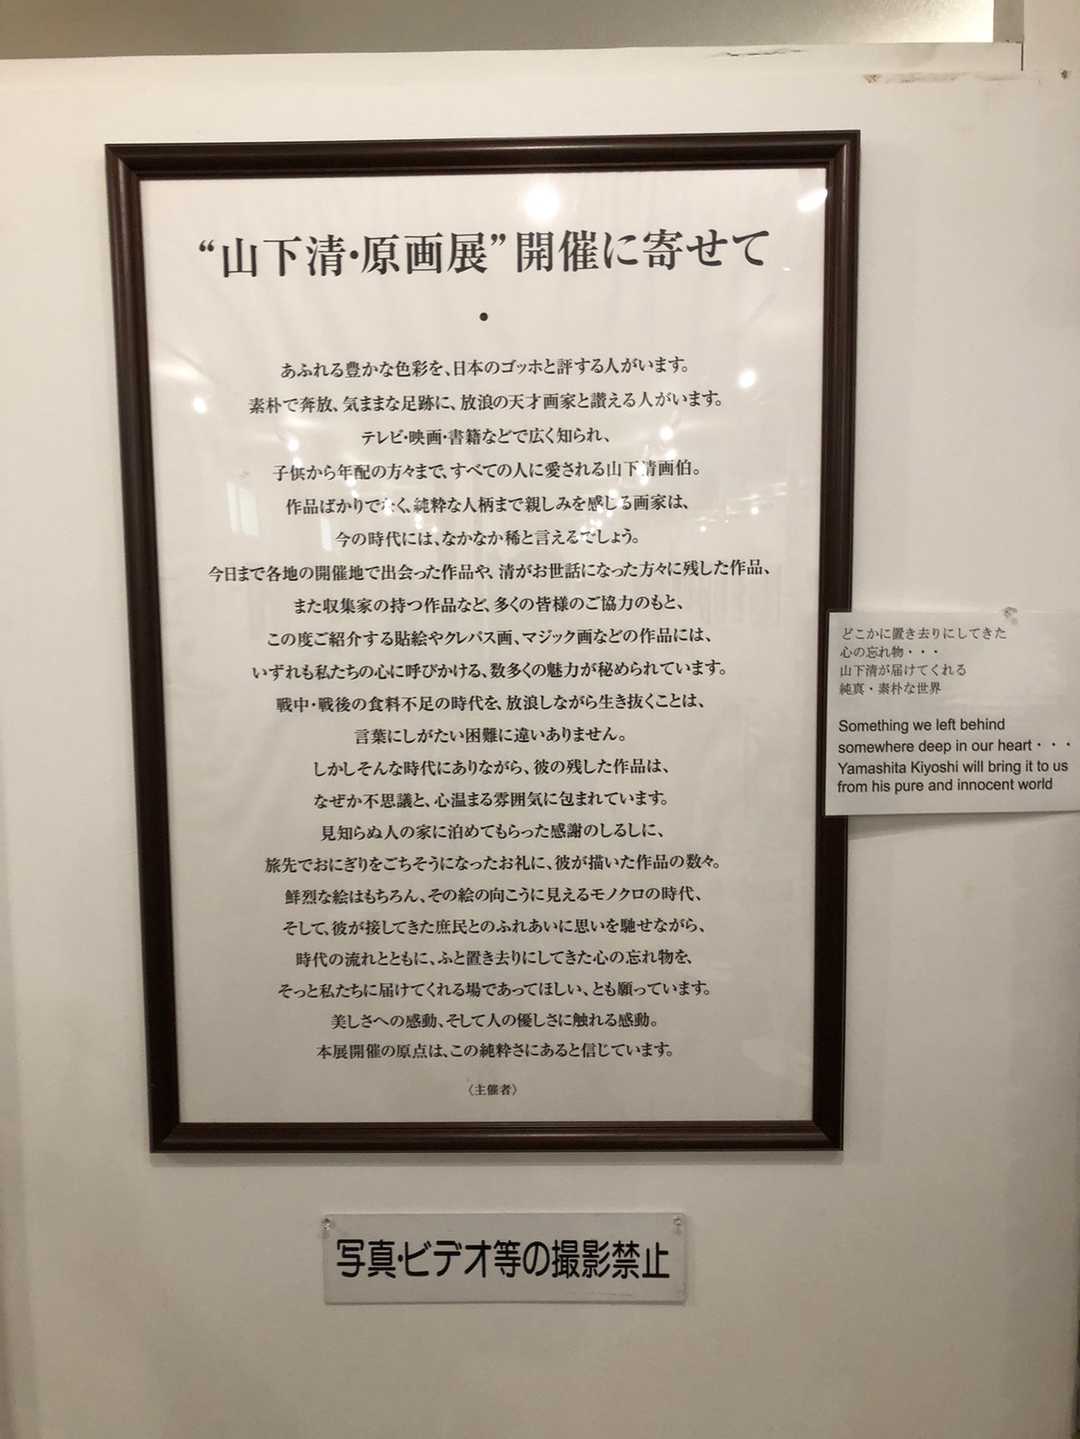 “山下清・原画展”開催に寄せて
•
あふれる豊かな色彩を、日本のゴッホと評する人がいます。
素朴で奔放、気ままな足跡に、放浪の天才画家と讃える人がいます。
テレビ・映画・書籍などで広く知られ、
子供から年配の方々まで、すべての人に愛される山下清画伯。
作品ばかりでなく、純粋な人柄まで親しみを感じる画家は、
今の時代には、なかなか稀と言えるでしょう。
今日まで各地の開催地で出会った作品や、清がお世話になった方々に残した作品、
また収集家の持つ作品など、多くの皆様のご協力のもと、
この度ご紹介する貼絵やクレパス画、マジック画などの作品には、
いずれも私たちの心に呼びかける、数多くの魅力が秘められています。
戦中・戦後の食料不足の時代を、放浪しながら生き抜くことは、
言葉にしがたい困難に違いありません。
しかしそんな時代にありながら、彼の残した作品は、
なぜか不思議と、心温まる雰囲気に包まれています。
見知らぬ人の家に泊めてもらった感謝のしるしに、
旅先でおにぎりをごちそうになったお礼に、彼が描いた作品の数々。
鮮烈な絵はもちろん、その絵の向こうに見えるモノクロの時代、
そして、彼が接してきた庶民とのふれあいに思いを馳せながら、
時代の流れとともに、ふと置き去りにしてきた心の忘れ物を、
そっと私たちに届けてくれる場であってほしい、とも願っています。
美しさへの感動、そして人の優しさに触れる感動。
本展開催の原点は、この純粋さにあると信じています。
〈主催者〉
どこかに置き去りにしてきた
心の忘れ物・・・
山下清が届けてくれる
純真・素朴な世界
Something we left behind
somewhere deep in our heart・・・
Yamashita Kiyoshi will bring it to us
from his pure and innocent world
写真・ビデオ等の撮影禁止